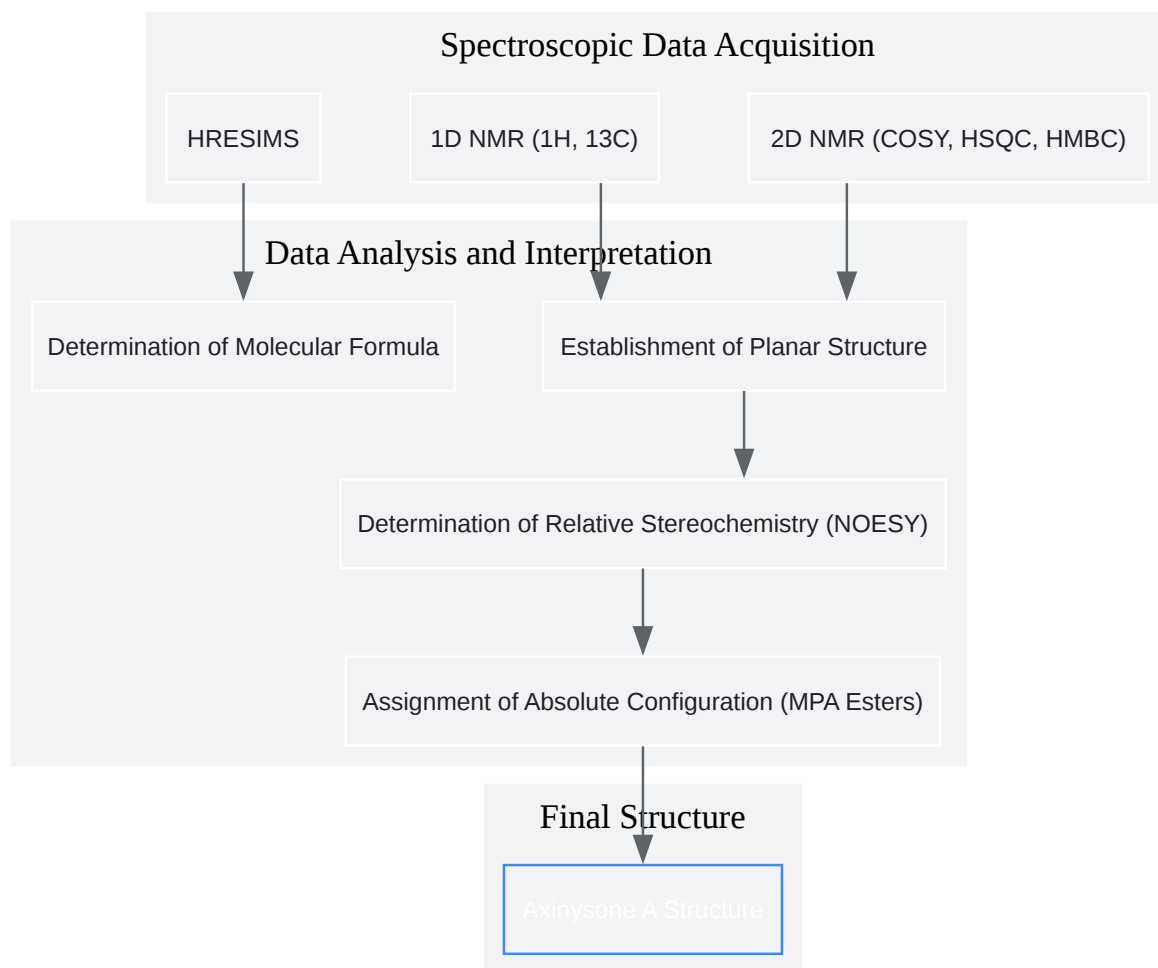 Spectroscopic Data Acquisition
HRESIMS
1D NMR (1H, 13C)
2D NMR (COSY, HSQC, HMBC)
Data Analysis and Interpretation
Determination of Molecular Formula
Establishment of Planar Structure
Determination of Relative Stereochemistry (NOESY)
Assignment of Absolute Configuration (MPA Esters)
Final Structure
Axinysone A Structure